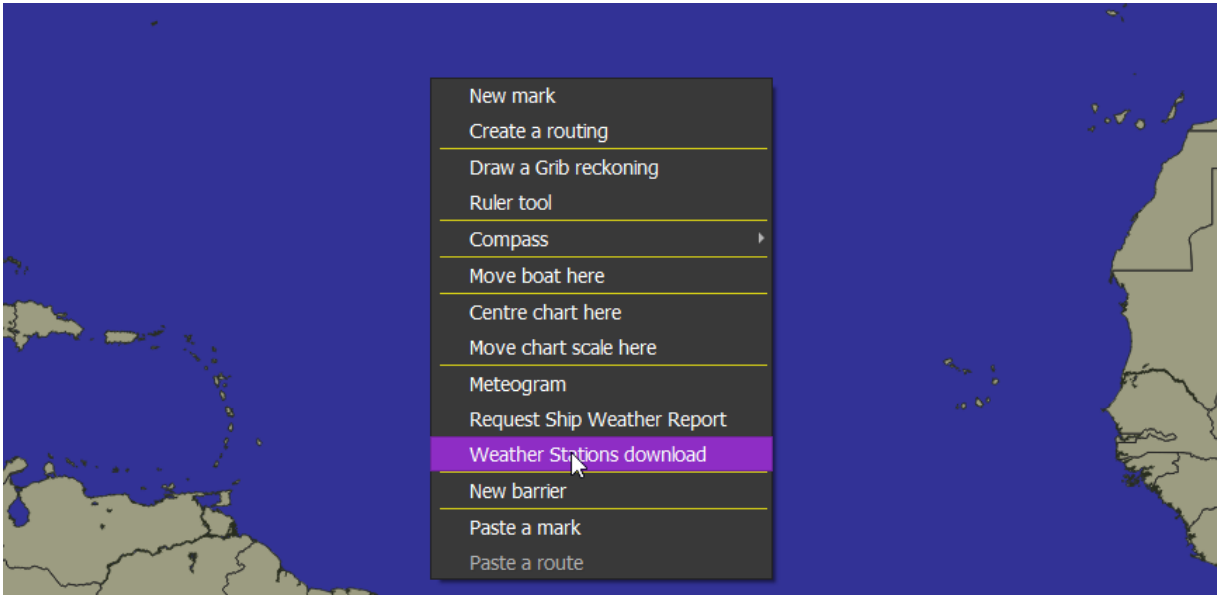 New mark
Create a routing
Draw a Grib reckoning
Ruler tool
Compass
Move boat here
Centre chart here
Move chart scale here
Meteogram
Request Ship Weather Report
Weather Stations download
New barrier
Paste a mark
Paste a route